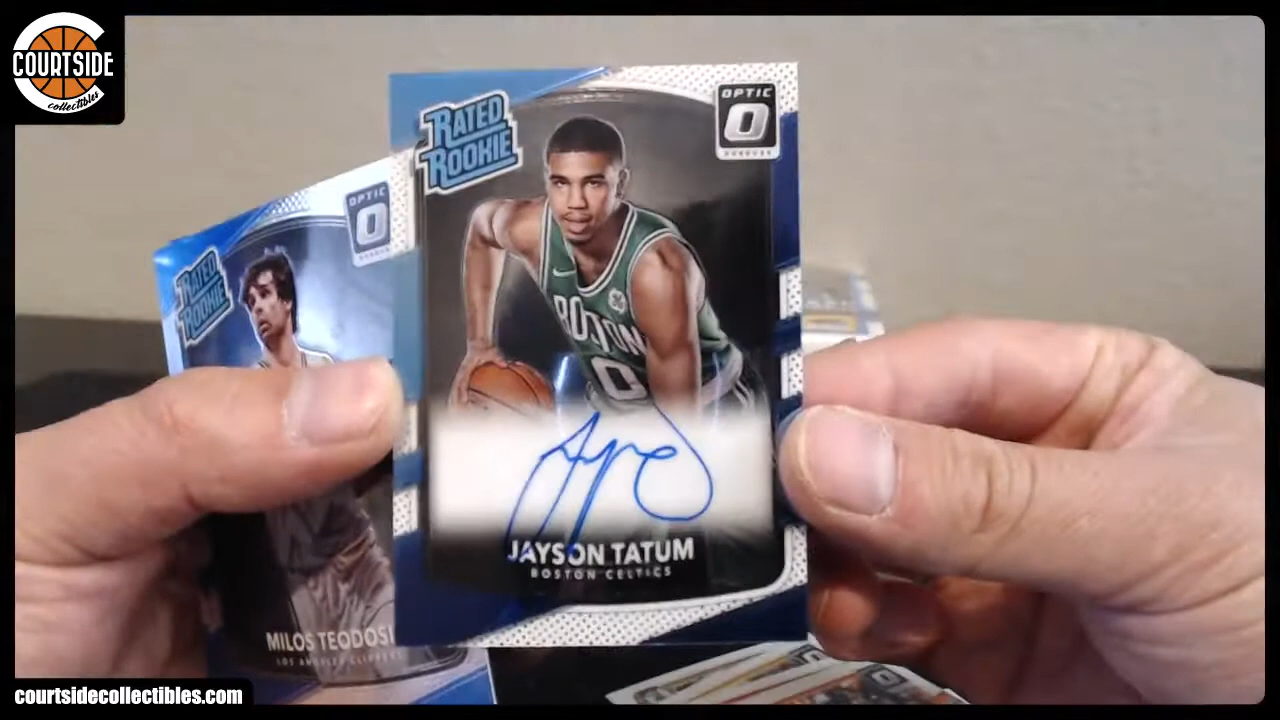 COURTSIDE
collectibles
RATED
ROOKIE
OPTIC
O
DONRUSS
BOSTON
0
JAYSON TATUM
BOSTON CELTICS
RATED
ROOKIE
OPTIC
O
MILOS TEODOSI
LOS ANGELES CLIPPERS
courtsidecollectibles.com